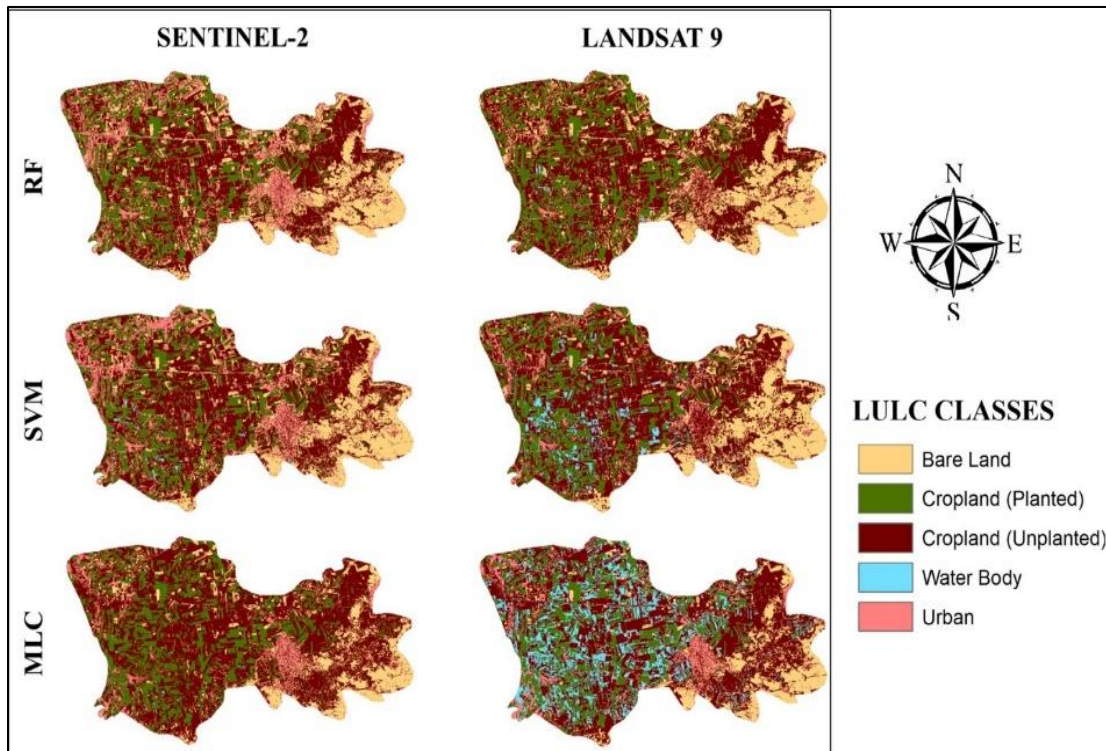 SENTINEL-2
LANDSAT 9
RF
SVM
MLC
N
W
E
S
LULC CLASSES
Bare Land
Cropland (Planted)
Cropland (Unplanted)
Water Body
Urban